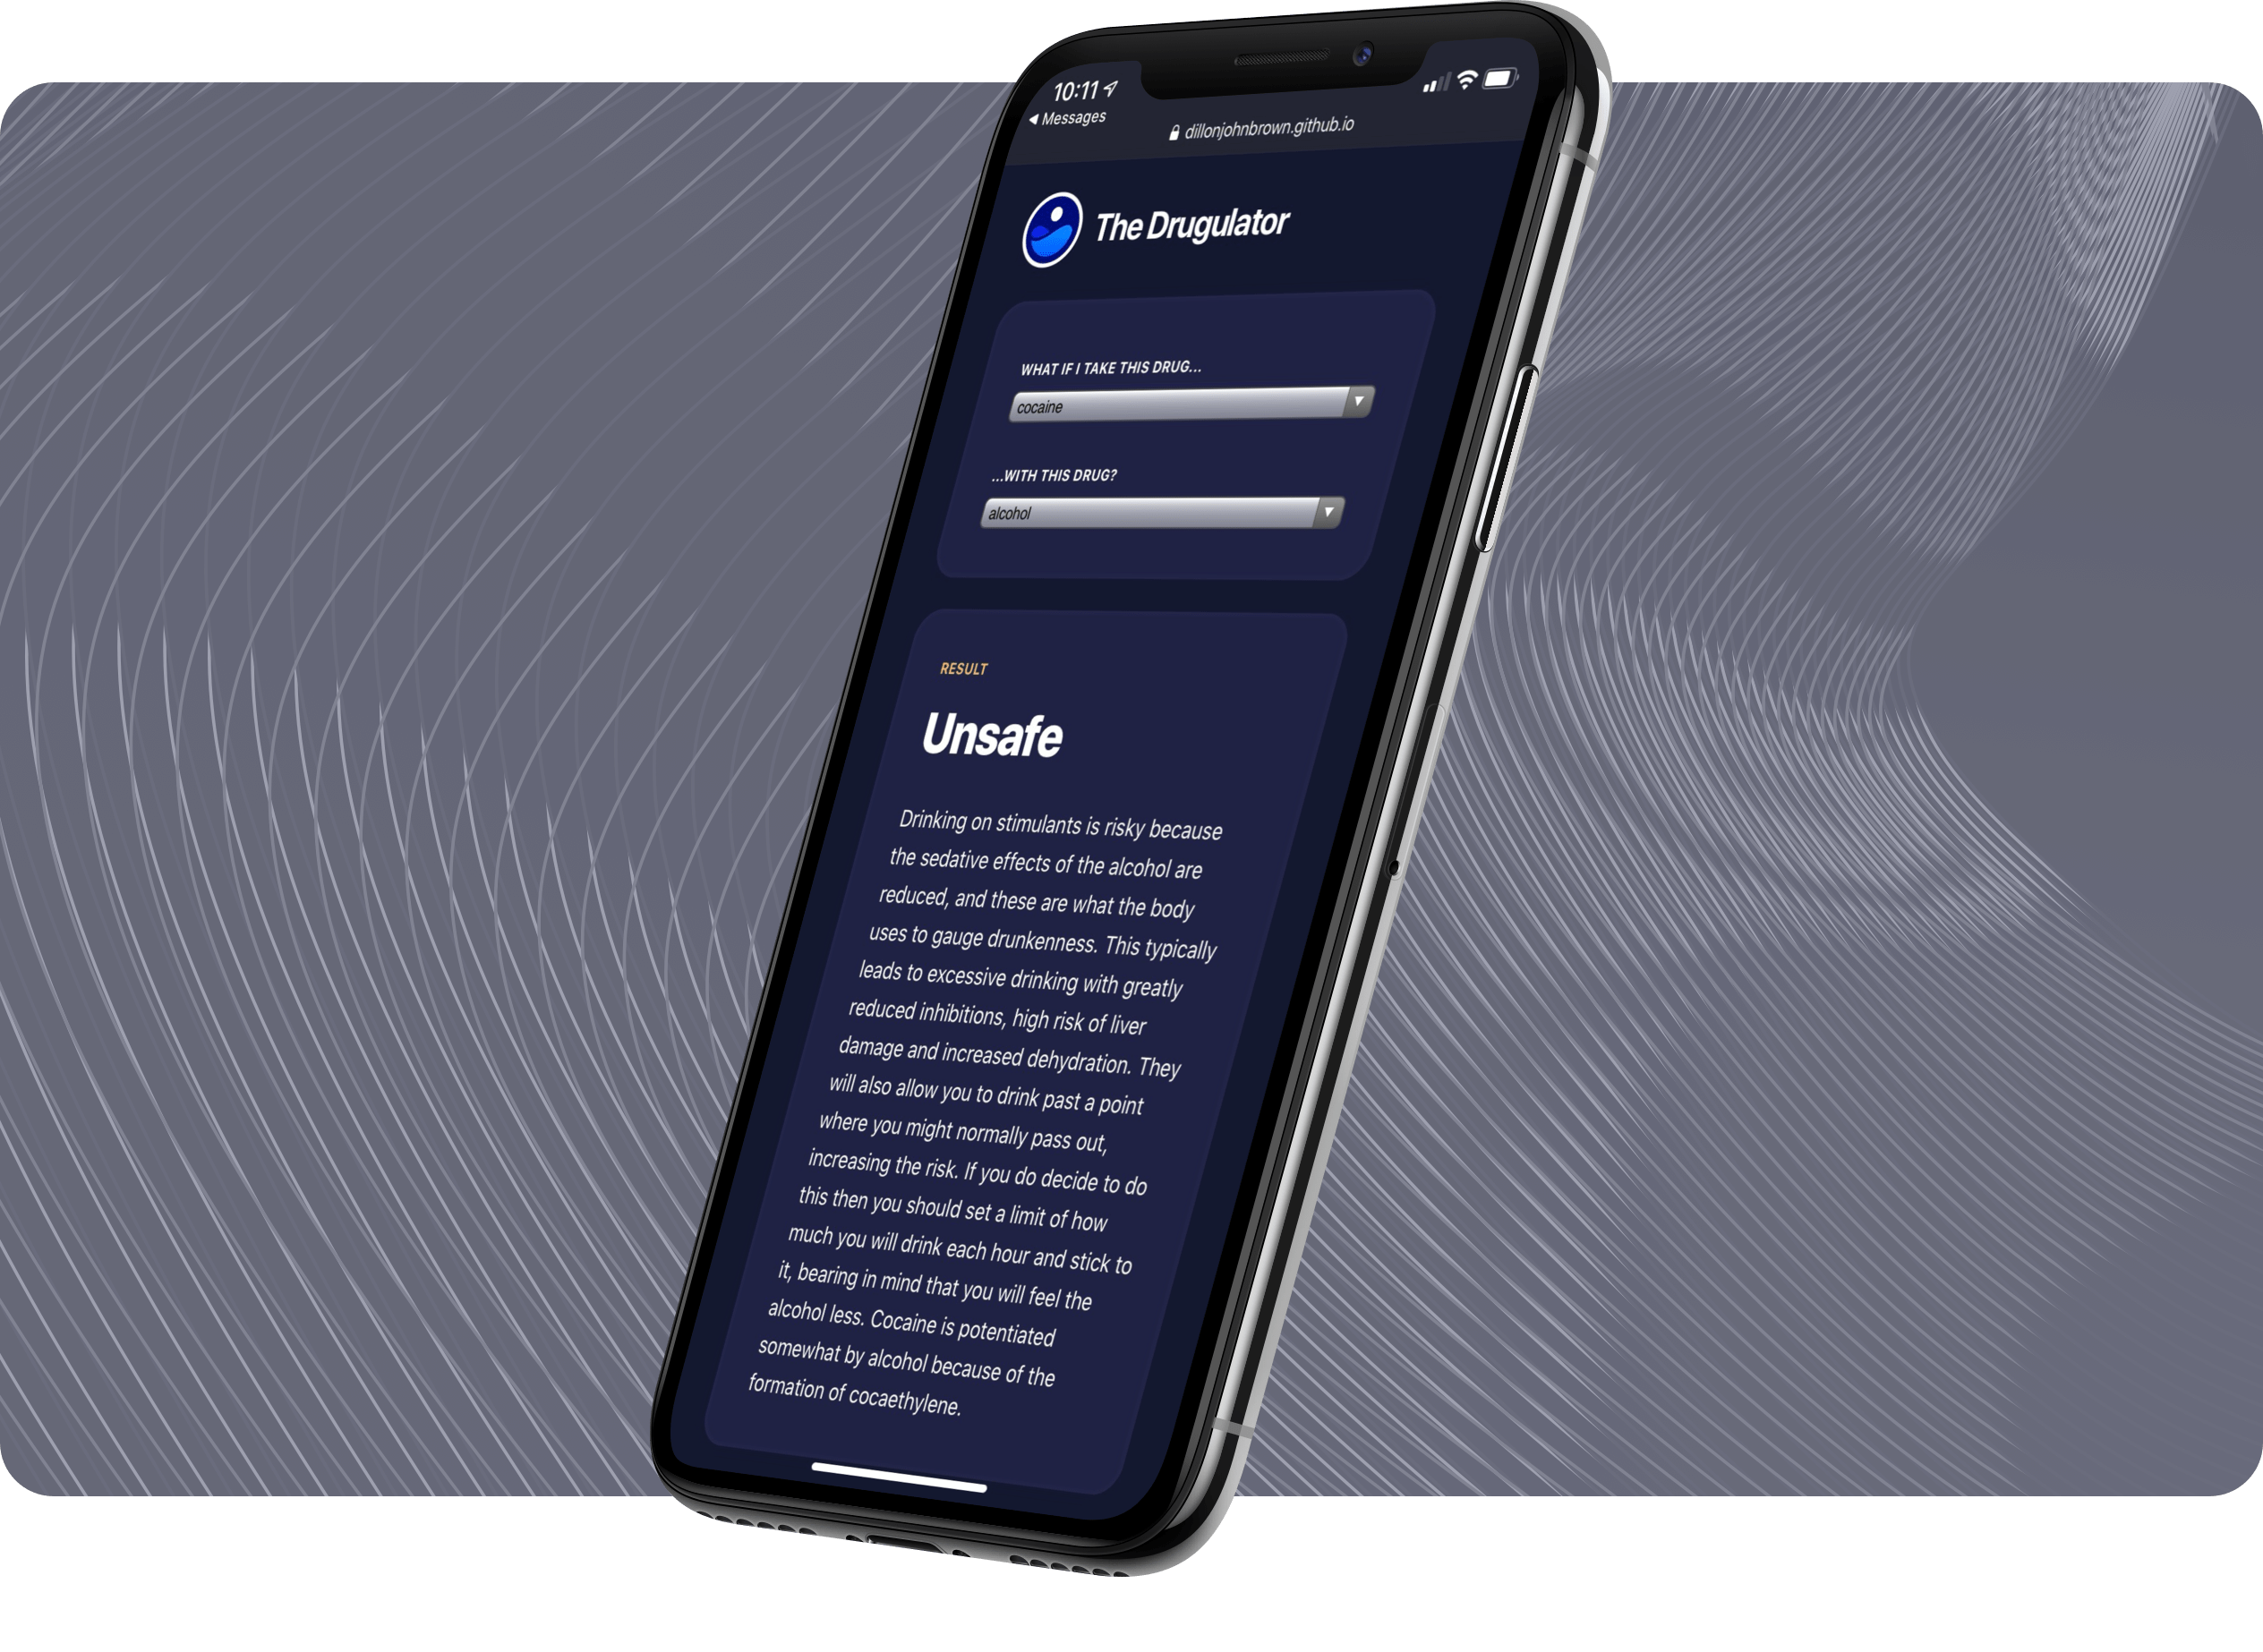 10:11
Messages
dillonjohnbrown.github.io
The Drugulator
WHAT IF I TAKE THIS DRUG...
cocaine
...WITH THIS DRUG?
alcohol
RESULT
Unsafe
Drinking on stimulants is risky because
the sedative effects of the alcohol are
reduced, and these are what the body
uses to gauge drunkenness. This typically
leads to excessive drinking with greatly
reduced inhibitions, high risk of liver
damage and increased dehydration. They
will also allow you to drink past a point
where you might normally pass out,
increasing the risk. If you do decide to do
this then you should set a limit of how
much you will drink each hour and stick to
it, bearing in mind that you will feel the
alcohol less. Cocaine is potentiated
somewhat by alcohol because of the
formation of cocaethylene.